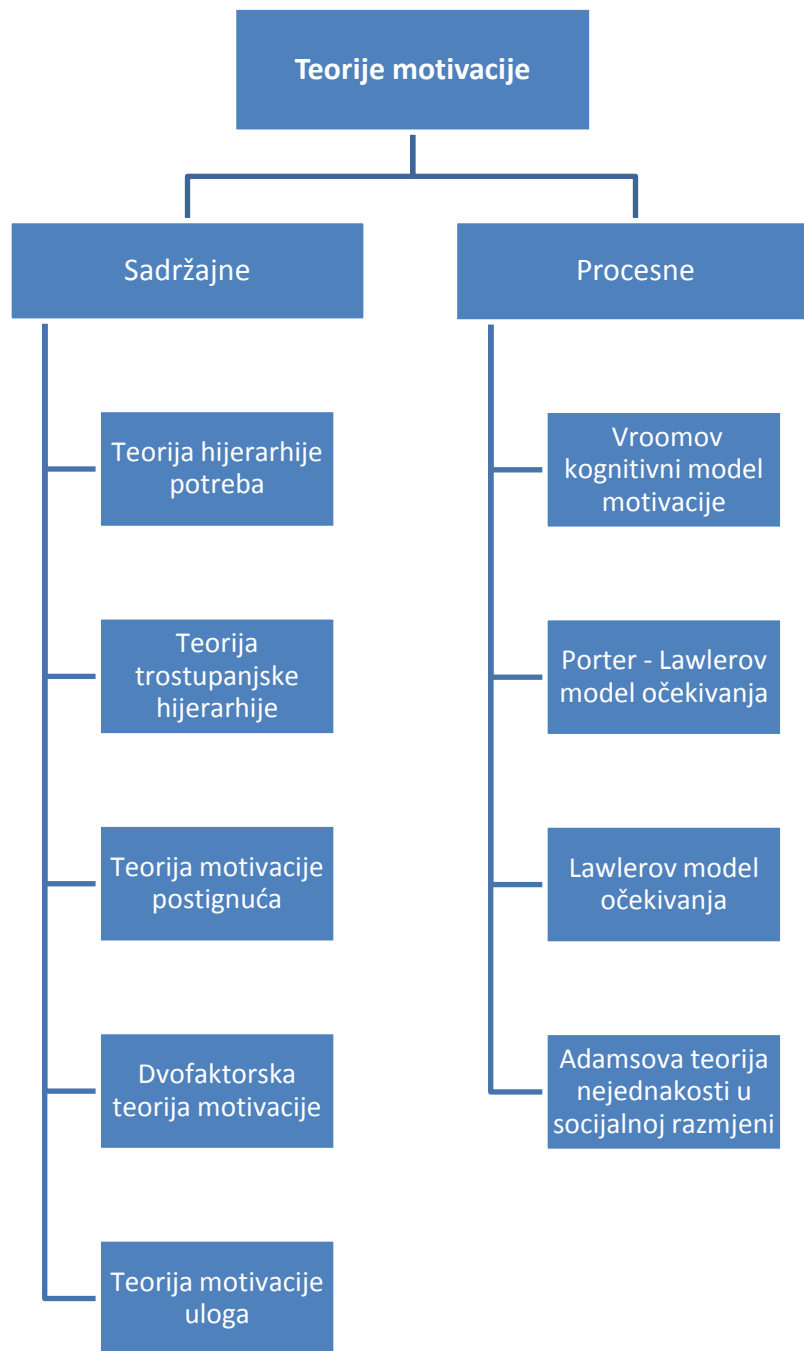 Teorije motivacije
Sadržajne
Procesne
Teorija hijerarhije
potreba
Teorija
trostupanjske
hijerarhije
Teorija motivacije
postignuća
Dvofaktorska
teorija motivacije
Teorija motivacije
uloga
Vroomov
kognitivni model
motivacije
Porter - Lawlerov
model očekivanja
Lawlerov model
očekivanja
Adamsova teorija
nejednakosti u
socijalnoj razmjeni